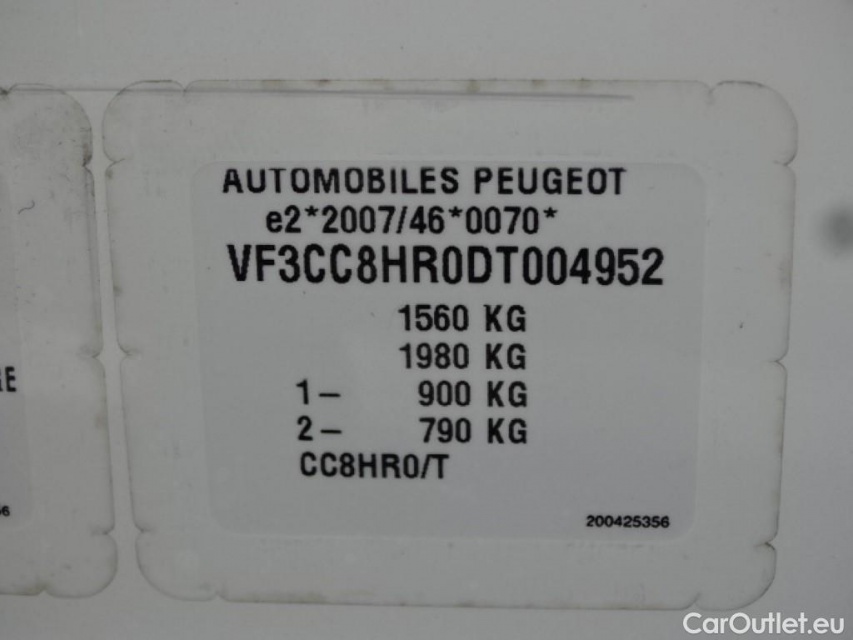 AUTOMOBILES PEUGEOT
e2*2007/46*0070*
VF3CC8HR0DT004952
1560 KG
1980 KG
1– 900 KG
2– 790 KG
CC8HR0/T
200425356
CarOutlet.eu